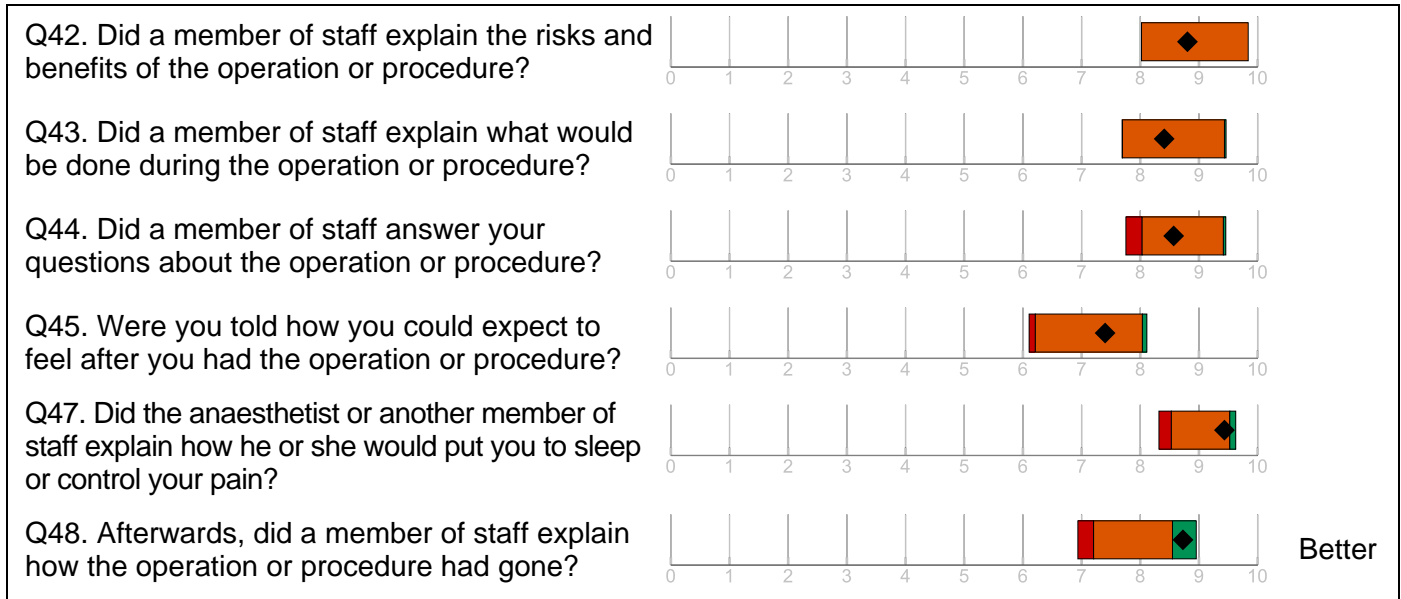 Q42. Did a member of staff explain the risks and
benefits of the operation or procedure?
0 1 2 3 4 5 6 7 8 9 10
Q43. Did a member of staff explain what would
be done during the operation or procedure?
0 1 2 3 4 5 6 7 8 9 10
Q44. Did a member of staff answer your
questions about the operation or procedure?
0 1 2 3 4 5 6 7 8 9 10
Q45. Were you told how you could expect to
feel after you had the operation or procedure?
0 1 2 3 4 5 6 7 8 9 10
Q47. Did the anaesthetist or another member of
staff explain how he or she would put you to sleep
or control your pain?
0 1 2 3 4 5 6 7 8 9 10
Q48. Afterwards, did a member of staff explain
how the operation or procedure had gone?
0 1 2 3 4 5 6 7 8 9 10
Better